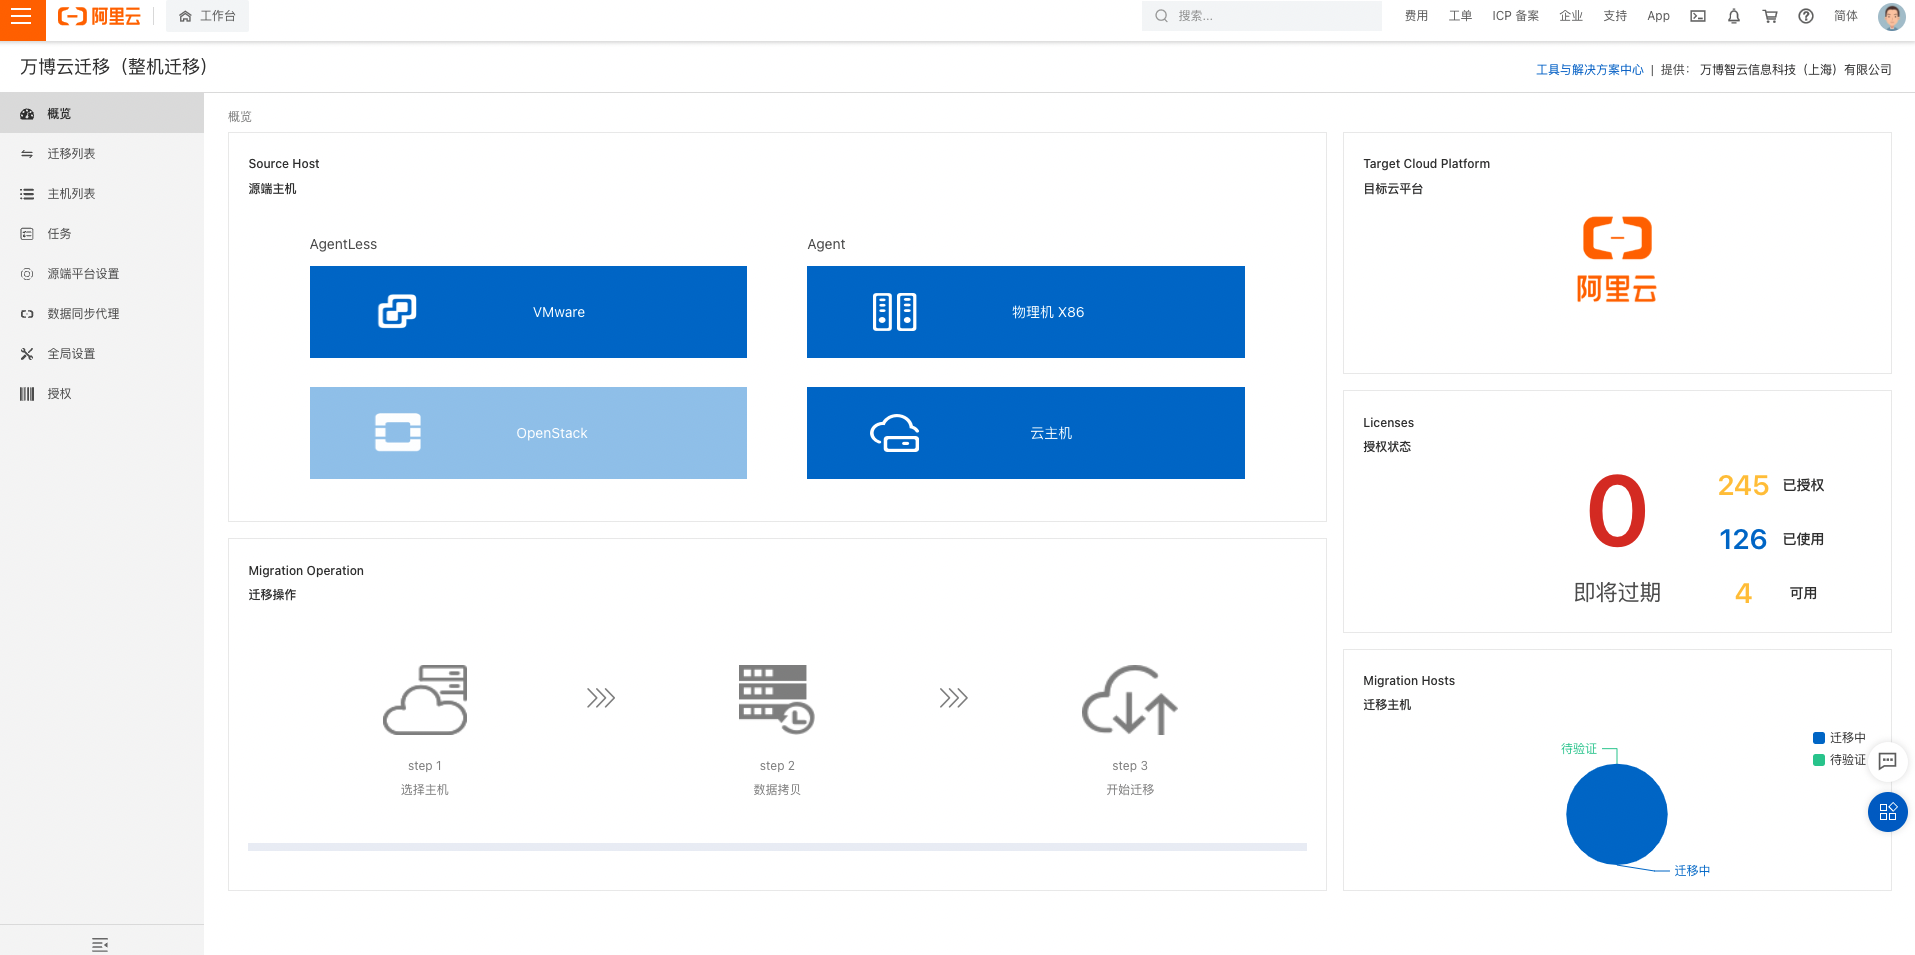 阿里云
工作台
搜索...
费用
工单
ICP 备案
企业
支持
App
简体
万博云迁移（整机迁移）
工具与解决方案中心 | 提供： 万博智云信息科技（上海）有限公司
概览
迁移列表
主机列表
任务
源端平台设置
数据同步代理
全局设置
授权
概览
Source Host
源端主机
AgentLess
Agent
VMware
物理机 X86
OpenStack
云主机
Target Cloud Platform
目标云平台
阿里云
Licenses
授权状态
0
即将过期
245 已授权
126 已使用
4 可用
Migration Operation
迁移操作
step 1
选择主机
step 2
数据拷贝
step 3
开始迁移
Migration Hosts
迁移主机
迁移中
待验证
待验证
迁移中